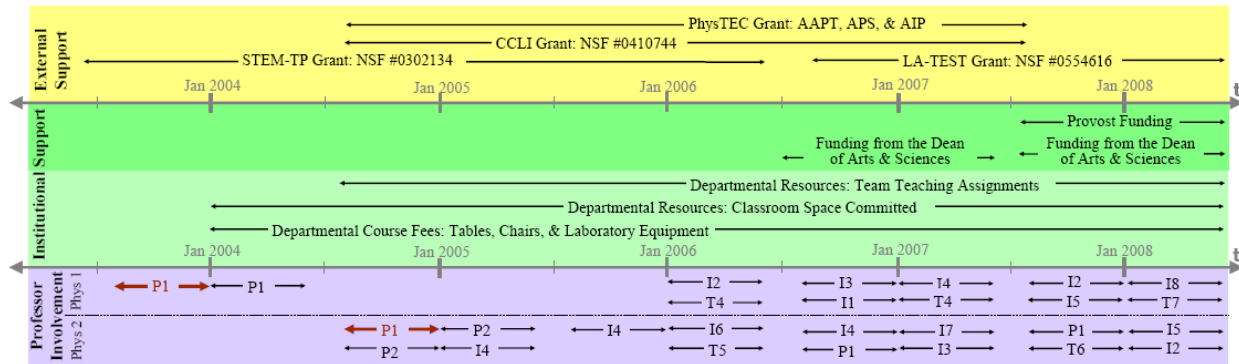 External Support
PhysTEC Grant: AAPT, APS, & AIP
CCLI Grant: NSF #0410744
STEM-TP Grant: NSF #0302134
LA-TEST Grant: NSF #0554616
Jan 2004 Jan 2005 Jan 2006 Jan 2007 Jan 2008 t
Institutional Support
Provost Funding
Funding from the Dean Funding from the Dean
of Arts & Sciences of Arts & Sciences
Departmental Resources: Team Teaching Assignments
Departmental Resources: Classroom Space Committed
Departmental Course Fees: Tables, Chairs, & Laboratory Equipment
Jan 2004 Jan 2005 Jan 2006 Jan 2007 Jan 2008 t
Professor Involvement
Phys 1
P1 P1 I2 I3 I4 I2 I8
T4 I1 T4 I5 T7
Phys 2
P1 P2 I4 I6 I4 I7 P1 I5
P2 I4 T5 P1 I3 T6 I2